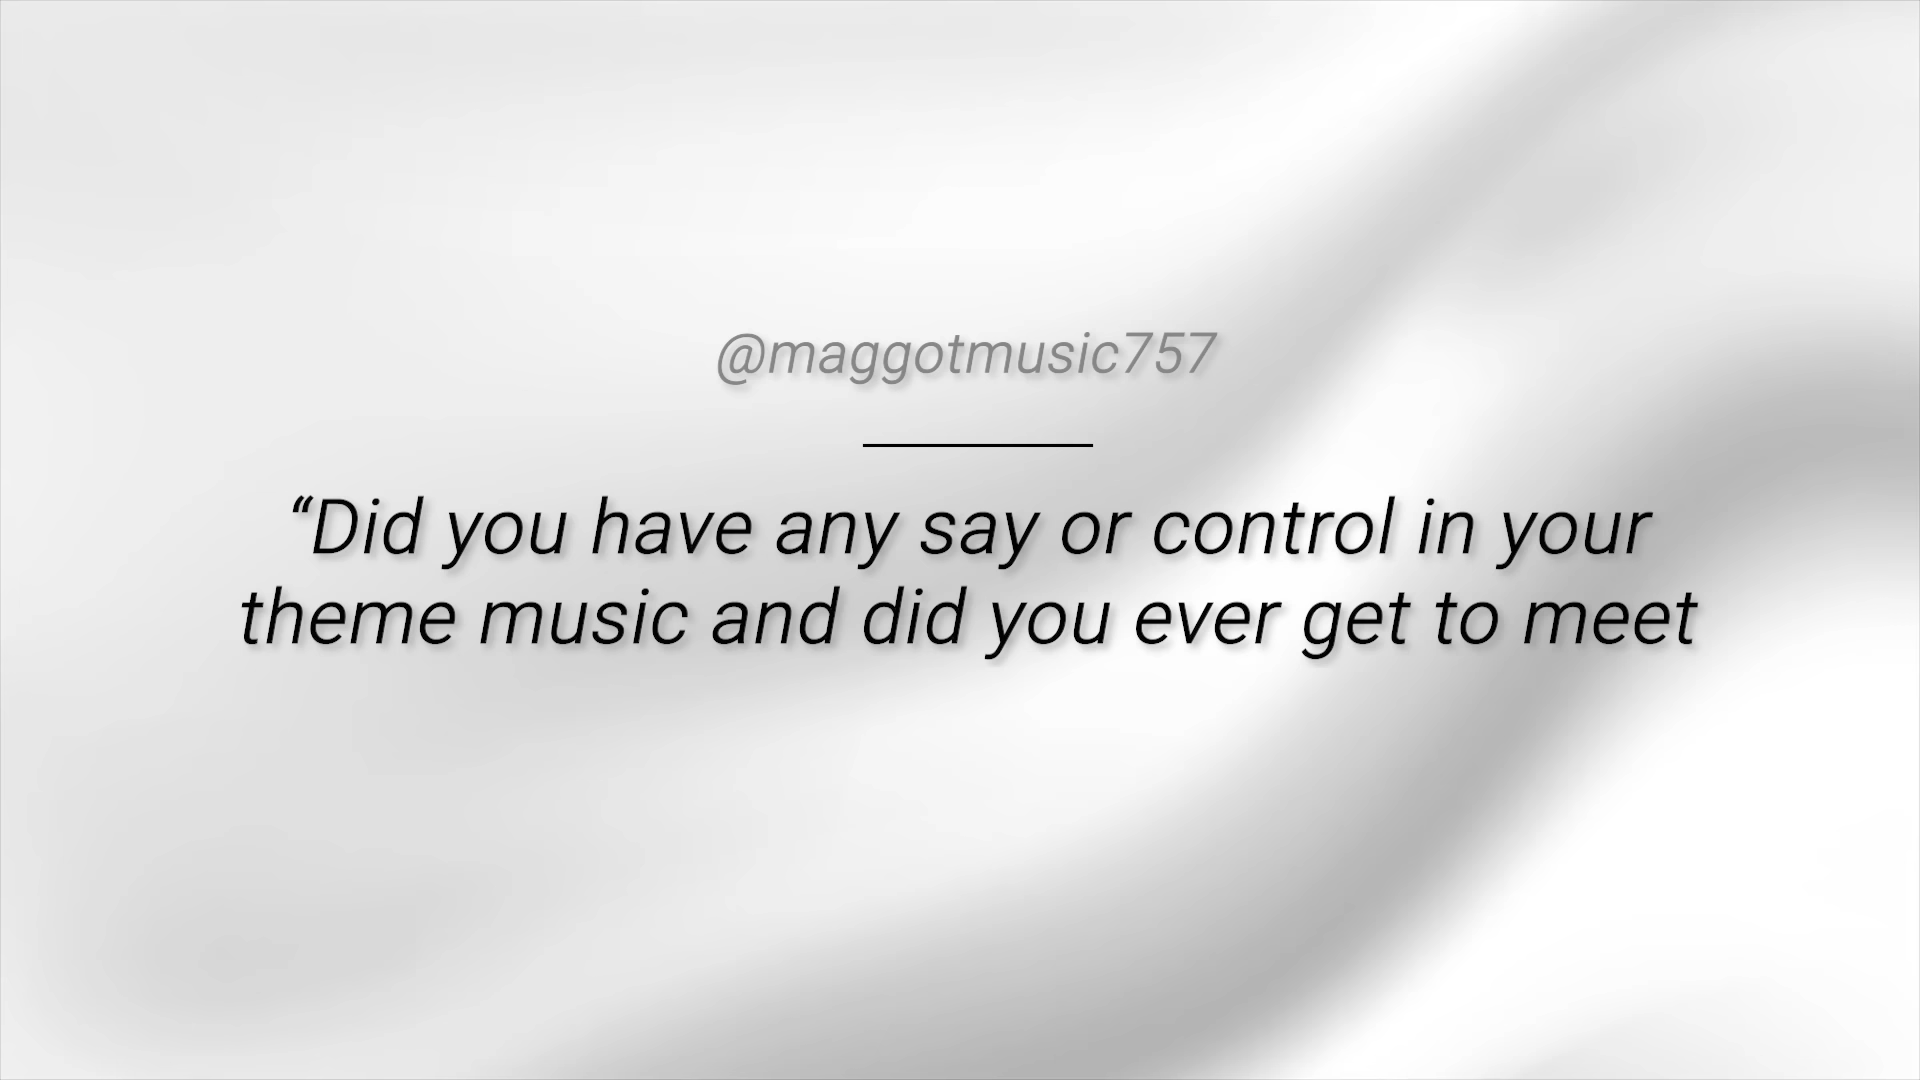 @maggotmusic757
“Did you have any say or control in your
theme music and did you ever get to meet